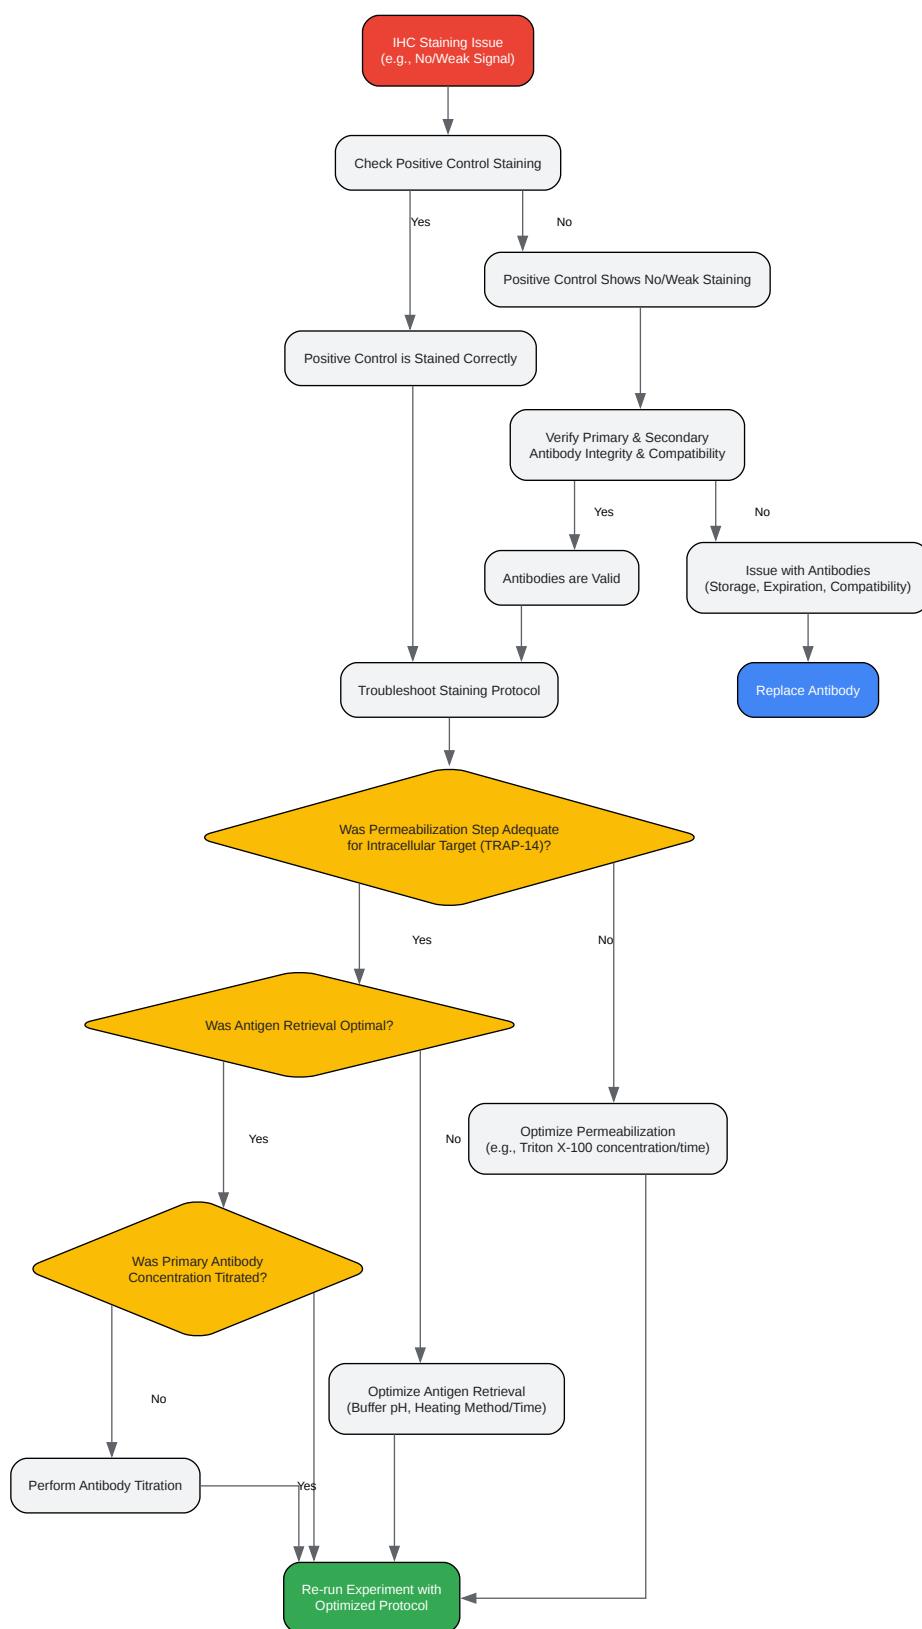 IHC Staining Issue
(e.g., No/Weak Signal)
Check Positive Control Staining
Yes
No
Positive Control Shows No/Weak Staining
Positive Control is Stained Correctly
Verify Primary & Secondary
Antibody Integrity & Compatibility
Yes
No
Antibodies are Valid
Issue with Antibodies
(Storage, Expiration, Compatibility)
Troubleshoot Staining Protocol
Replace Antibody
Was Permeabilization Step Adequate
for Intracellular Target (TRAP-14)?
Yes
No
Was Antigen Retrieval Optimal?
Yes
No
Optimize Permeabilization
(e.g., Triton X-100 concentration/time)
Was Primary Antibody
Concentration Titrated?
No
Optimize Antigen Retrieval
(Buffer pH, Heating Method/Time)
Perform Antibody Titration
Yes
Re-run Experiment with
Optimized Protocol